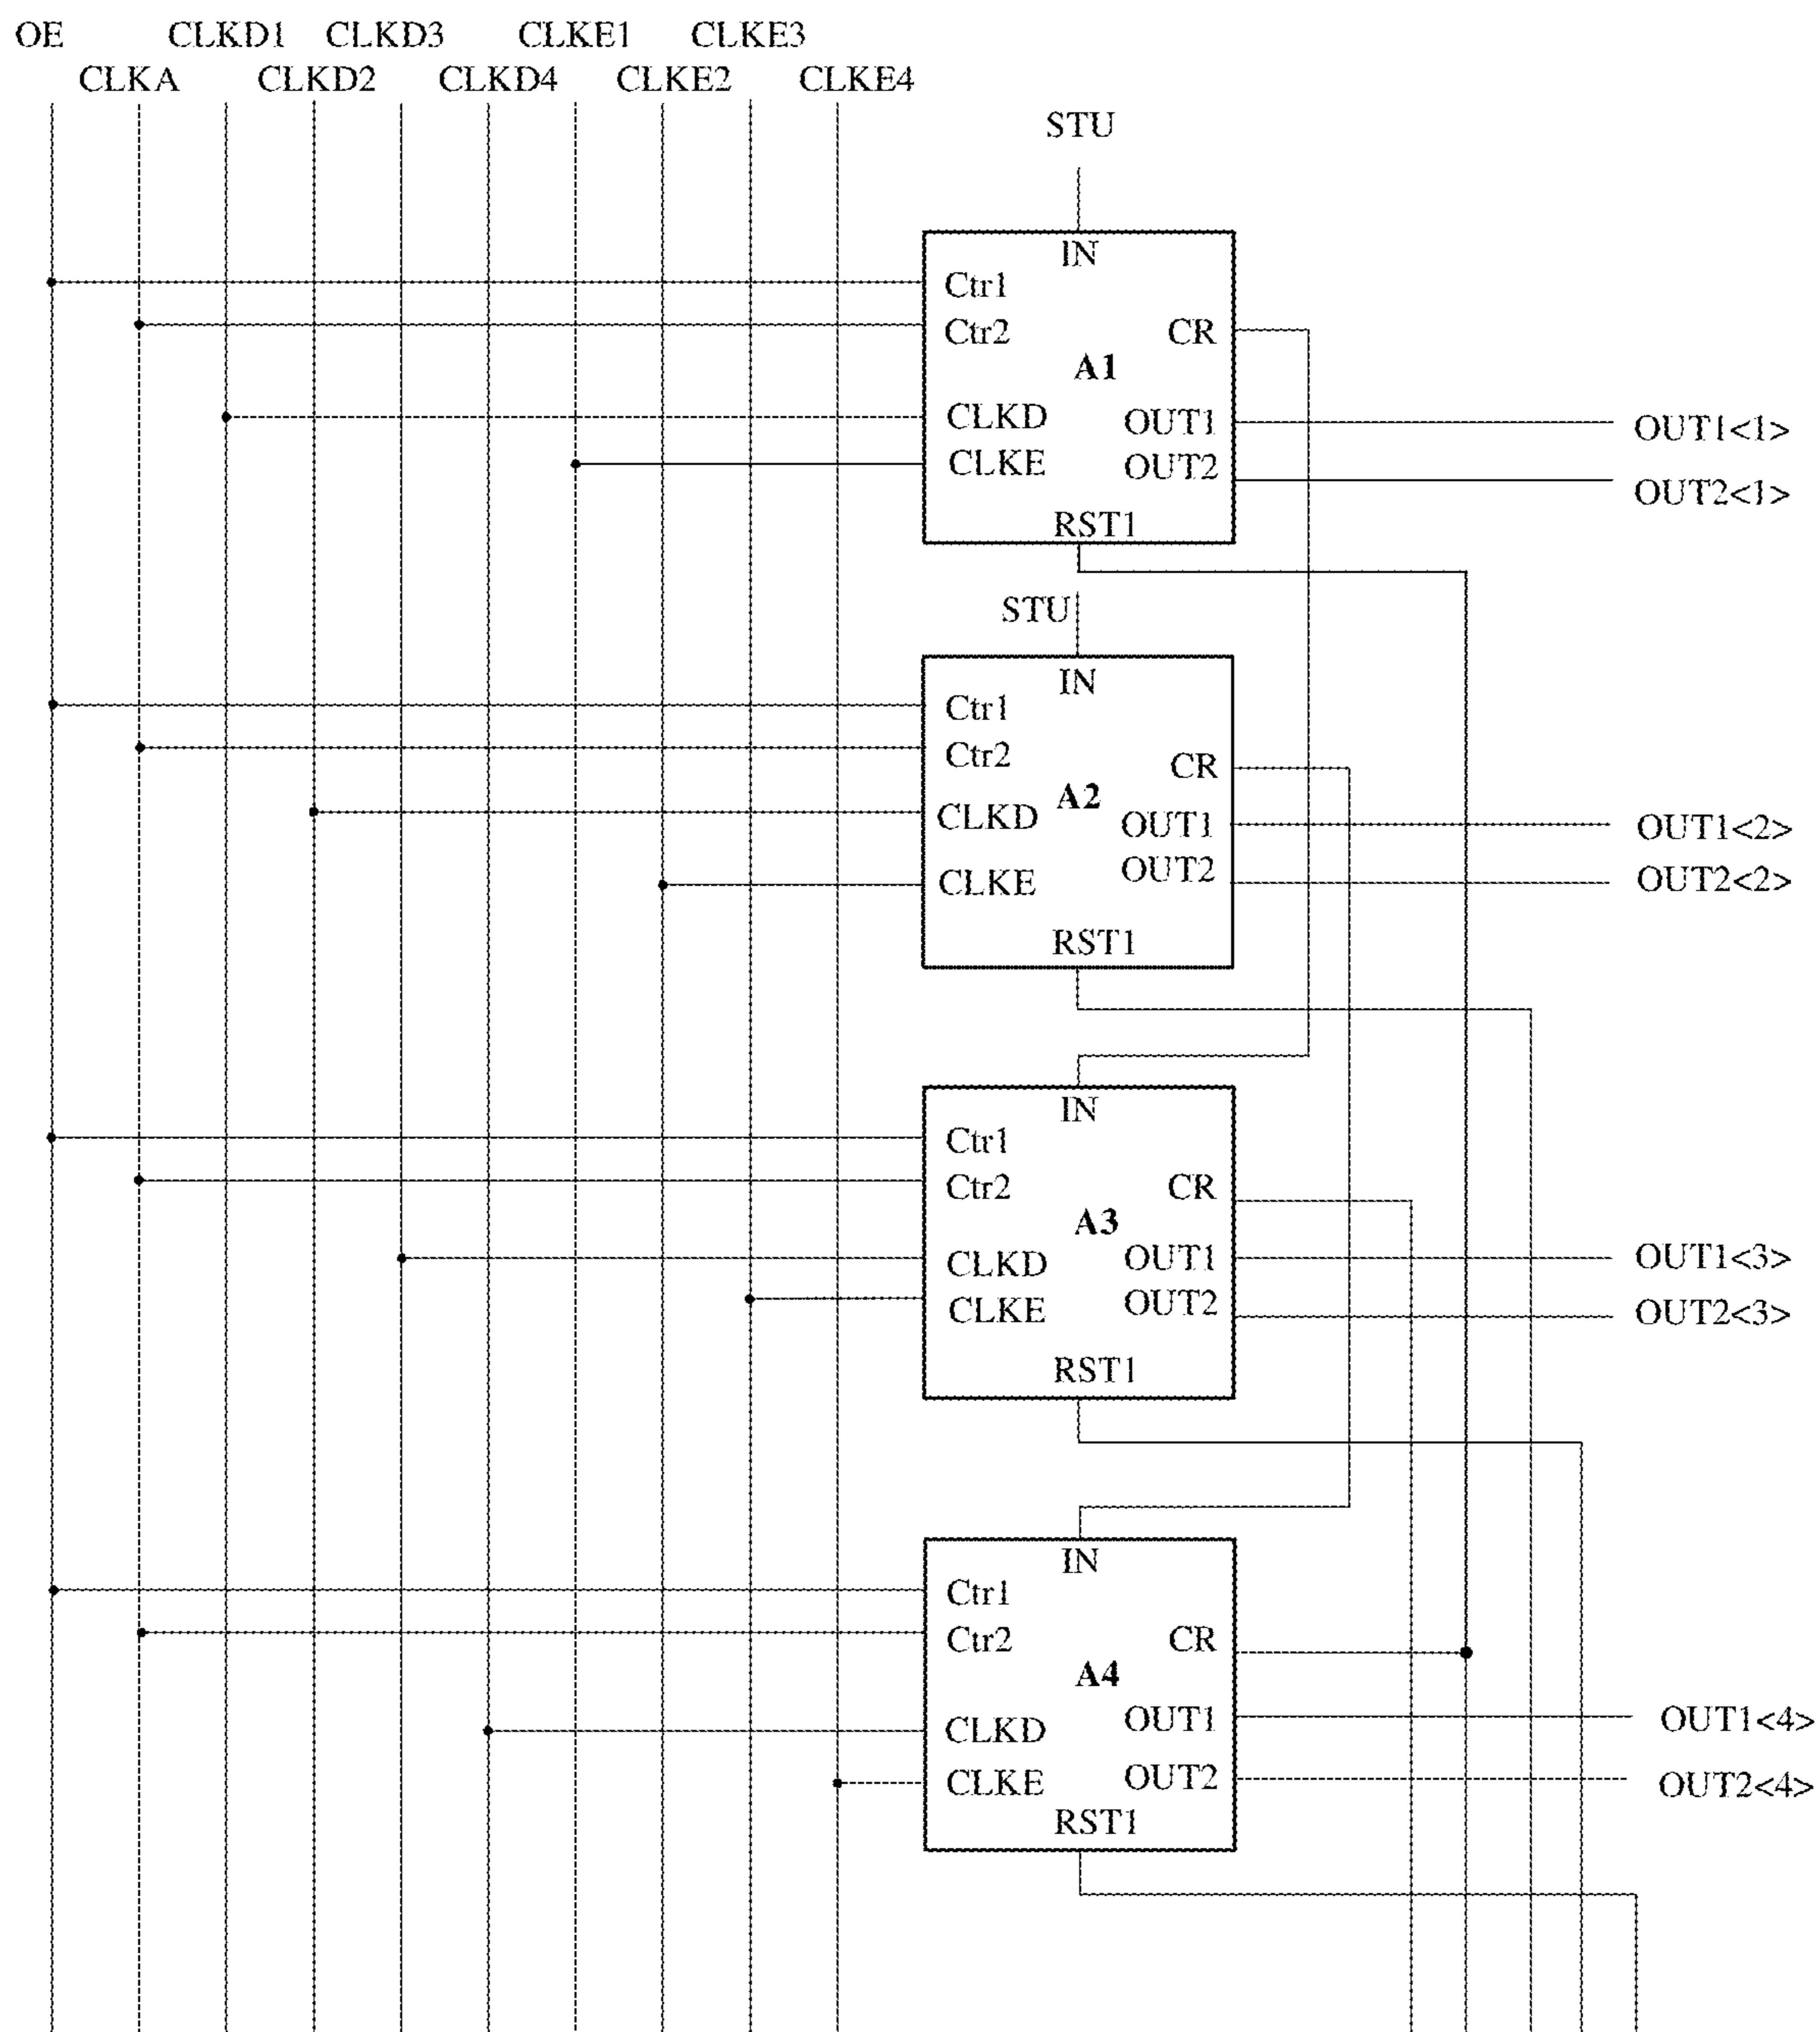 OE CLKD1 CLKD3 CLKE1 CLKE3
CLKA CLKD2 CLKD4 CLKE2 CLKE4
STU
IN
Ctr1
Ctr2 CR
A1
CLKD OUT1 OUT1<1>
CLKE OUT2 OUT2<1>
RST1
STU
IN
Ctr1
Ctr2 CR
A2
CLKD OUT1 OUT1<2>
CLKE OUT2 OUT2<2>
RST1
IN
Ctr1
Ctr2 CR
A3
CLKD OUT1 OUT1<3>
CLKE OUT2 OUT2<3>
RST1
IN
Ctr1
Ctr2 CR
A4
CLKD OUT1 OUT1<4>
CLKE OUT2 OUT2<4>
RST1